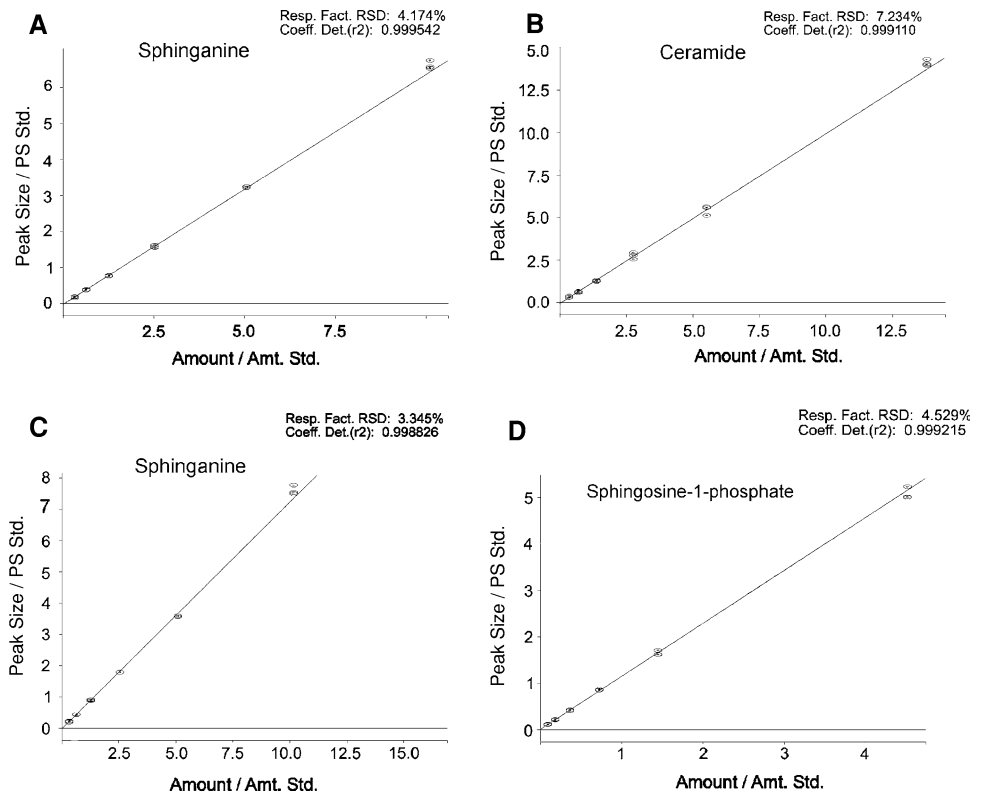 A
Resp. Fact. RSD: 4.174%
Coeff. Det.(r2): 0.999542
Sphinganine
6
5
4
3
2
1
0
Peak Size / PS Std.
2.5 5.0 7.5
Amount / Amt. Std.
B
Resp. Fact. RSD: 7.234%
Coeff. Det.(r2): 0.999110
Ceramide
5.0
12.5
10.0
7.5
5.0
2.5
0.0
Peak Size / PS Std.
2.5 5.0 7.5 10.0 12.5
Amount / Amt. Std.
C
Resp. Fact. RSD: 3.345%
Coeff. Det.(r2): 0.998826
Sphinganine
8
7
6
5
4
3
2
1
0
Peak Size / PS Std.
2.5 5.0 7.5 10.0 12.5 15.0
Amount / Amt. Std.
D
Resp. Fact. RSD: 4.529%
Coeff. Det.(r2): 0.999215
Sphingosine-1-phosphate
5
4
3
2
1
0
Peak Size / PS Std.
1 2 3 4
Amount / Amt. Std.